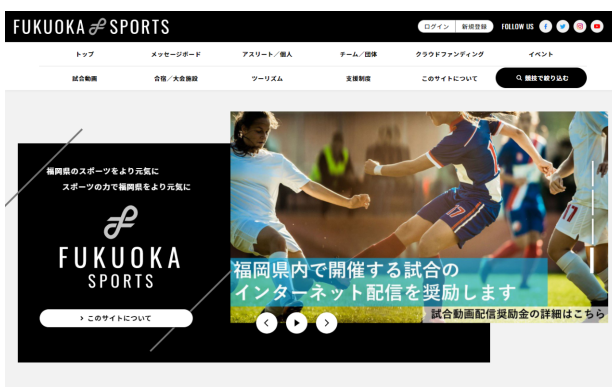 FUKUOKA SPORTS
ログイン 新規登録 FOLLOW US
トップ メッセージボード アスリート／個人 チーム／団体 クラウドファンディング イベント
試合動画 合宿／大会施設 ツーリズム 支援制度 このサイトについて 競技で絞り込む
福岡県のスポーツをより元気に
スポーツの力で福岡県をより元気に
FUKUOKA
SPORTS
このサイトについて
17
17
福岡県内で開催する試合の
インターネット配信を奨励します
試合動画配信奨励金の詳細はこちら